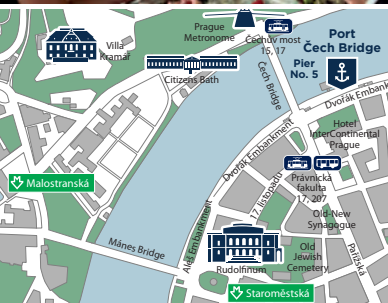 Prague
Metronome
Čechův most
15, 17
Port
Čech Bridge
Pier
No. 5
Villa
Kramář
Citizens Bath
Čech Bridge
Dvořák Embankment
Hotel
InterContinental
Prague
Dvořák Embankment
Právnická
fakulta
17, 207
Malostranská
17. listopadu
Old-New
Synagogue
Mánes Bridge
Aleš Embankment
Rudolfinum
Old
Jewish
Cemetery
Pařížská
Staroměstská